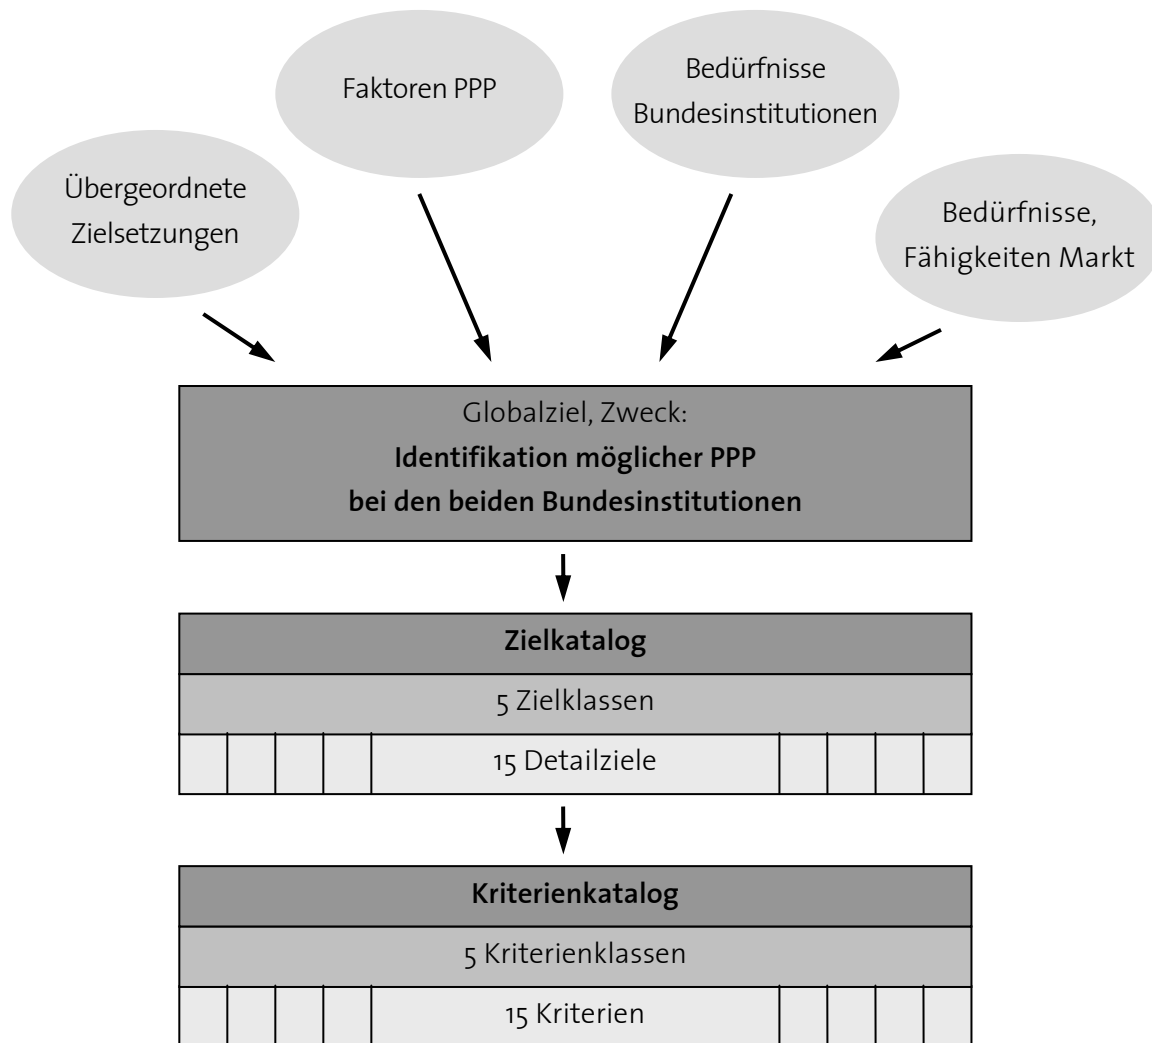 Faktoren PPP
Bedürfnisse
Bundesinstitutionen
Übergeordnete
Zielsetzungen
Bedürfnisse,
Fähigkeiten Markt
Globalziel, Zweck:
Identifikation möglicher PPP
bei den beiden Bundesinstitutionen
Zielkatalog
5 Zielklassen
15 Detailziele
Kriterienkatalog
5 Kriterienklassen
15 Kriterien